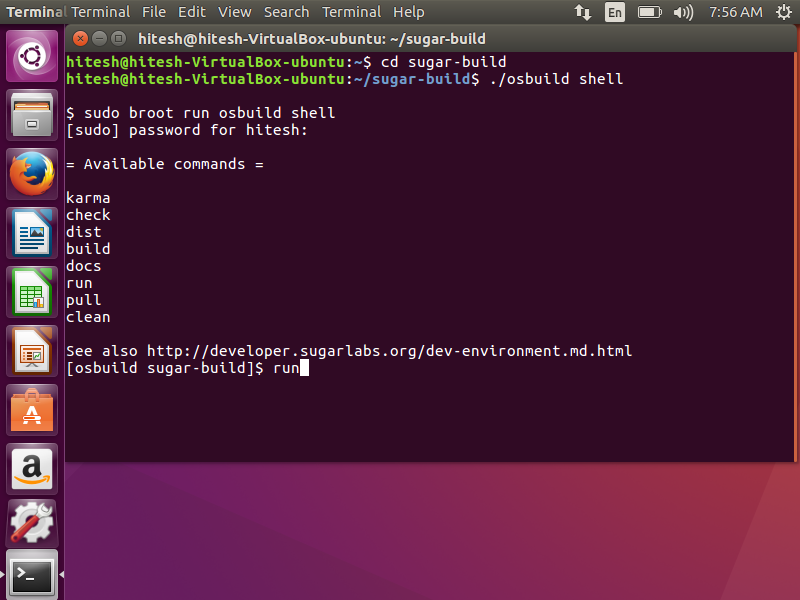 Terminal Terminal File Edit View Search Terminal Help En 7:56 AM
hitesh@hitesh-VirtualBox-ubuntu: ~/sugar-build
hitesh@hitesh-VirtualBox-ubuntu:~$ cd sugar-build
hitesh@hitesh-VirtualBox-ubuntu:~/sugar-build$ ./osbuild shell
$ sudo broot run osbuild shell
[sudo] password for hitesh:
= Available commands =
karma
check
dist
build
docs
run
pull
clean
See also http://developer.sugarlabs.org/dev-environment.md.html
[osbuild sugar-build]$ run
A
a
>_